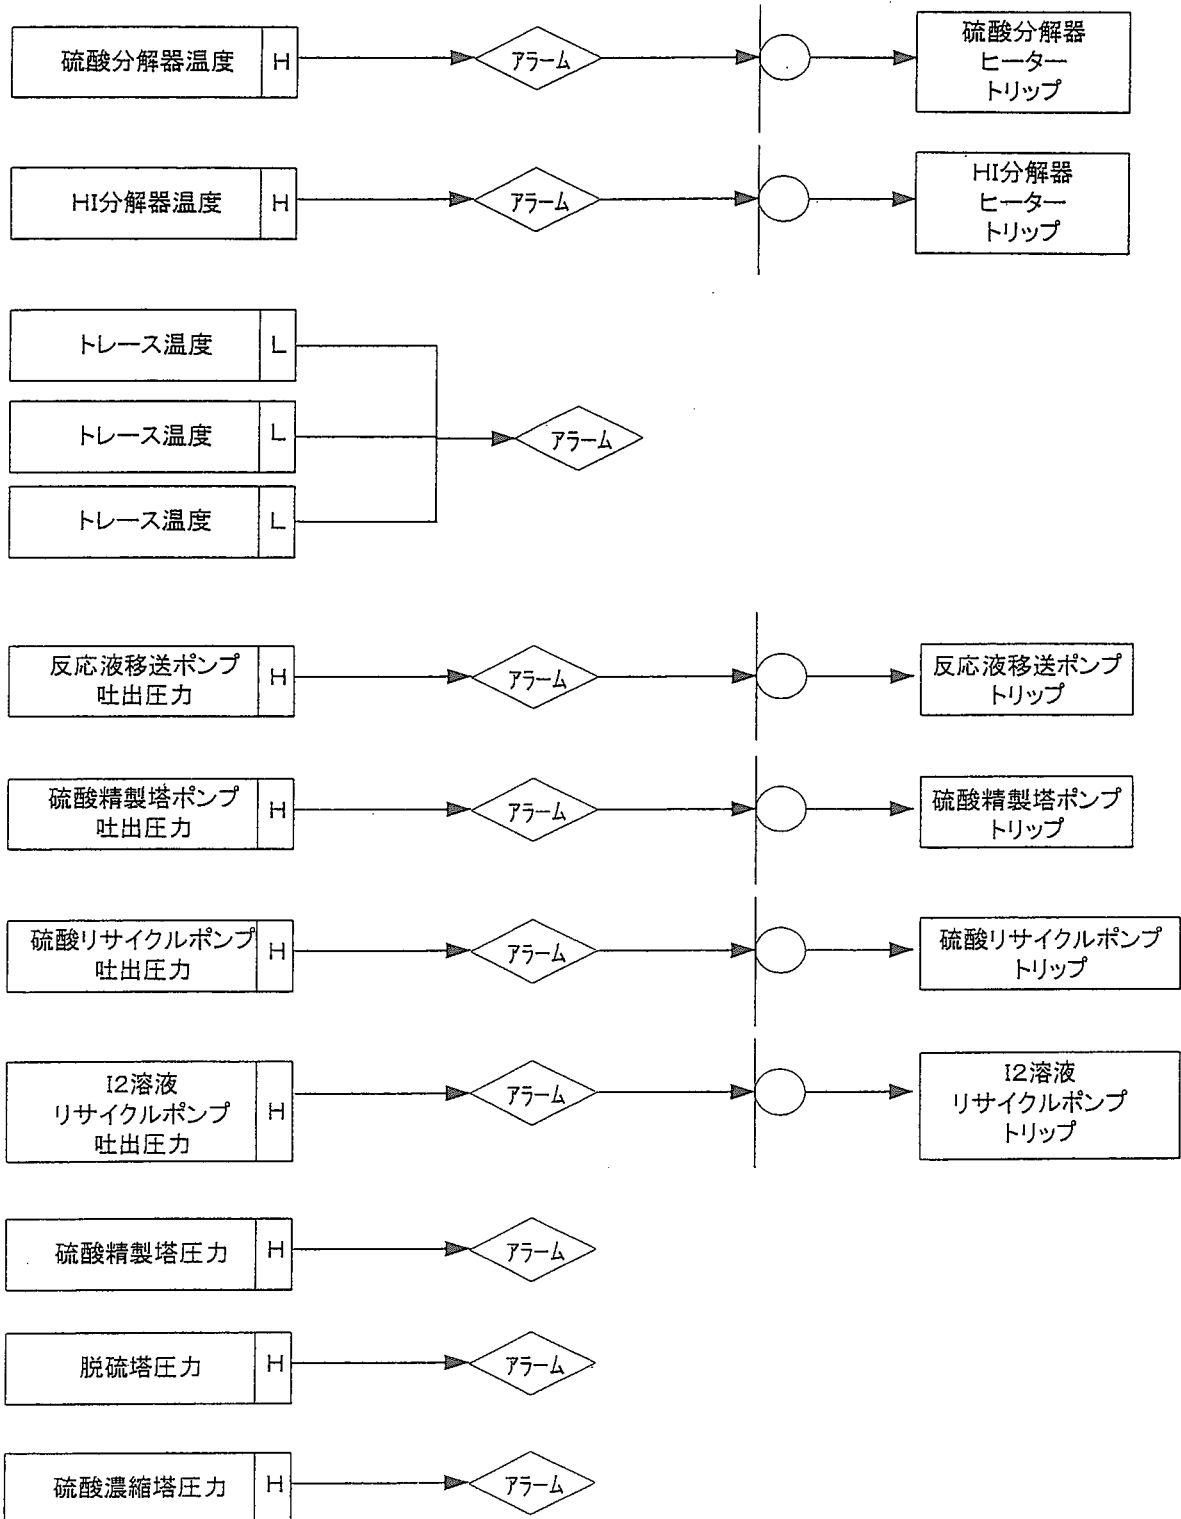 硫酸分解器温度
H
アラーム
硫酸分解器
ヒーター
トリップ
HI分解器温度
H
アラーム
HI分解器
ヒーター
トリップ
トレース温度
L
トレース温度
L
アラーム
トレース温度
L
反応液移送ポンプ
吐出圧力
H
アラーム
反応液移送ポンプ
トリップ
硫酸精製塔ポンプ
吐出圧力
H
アラーム
硫酸精製塔ポンプ
トリップ
硫酸リサイクルポンプ
吐出圧力
H
アラーム
硫酸リサイクルポンプ
トリップ
I2溶液
リサイクルポンプ
吐出圧力
H
アラーム
I2溶液
リサイクルポンプ
トリップ
硫酸精製塔圧力
H
アラーム
脱硫塔圧力
H
アラーム
硫酸濃縮塔圧力
H
アラーム